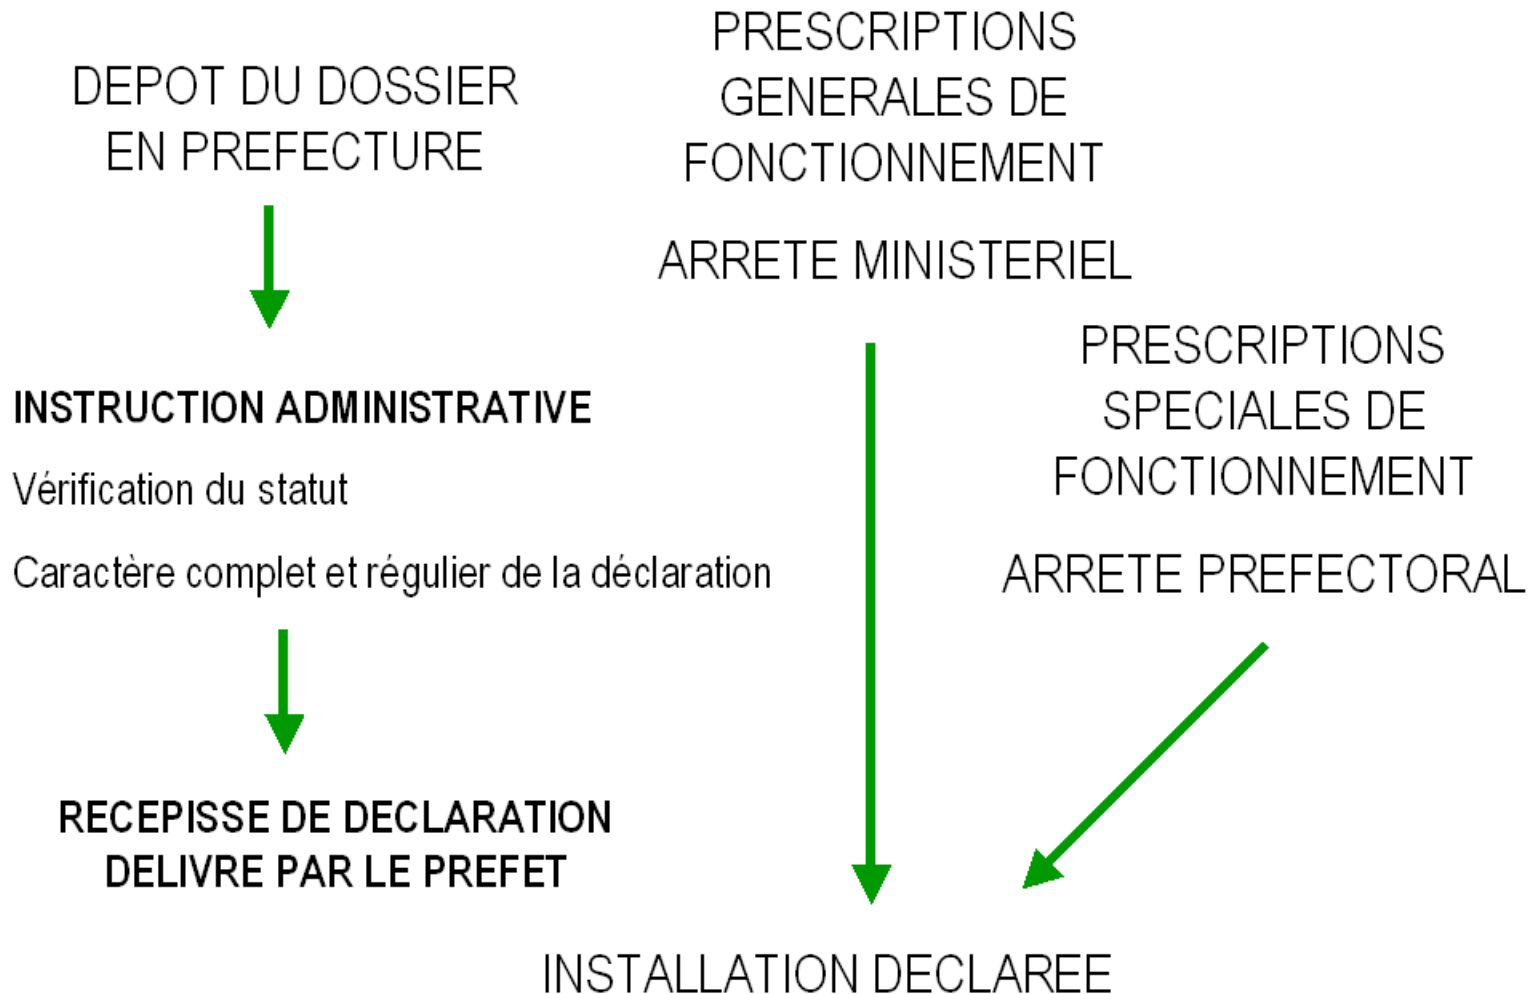 DEPOT DU DOSSIER
EN PREFECTURE
INSTRUCTION ADMINISTRATIVE
Vérification du statut
Caractère complet et régulier de la déclaration
RECEPISSE DE DECLARATION
DELIVRE PAR LE PREFET
PRESCRIPTIONS
GENERALES DE
FONCTIONNEMENT
ARRETE MINISTERIEL
PRESCRIPTIONS
SPECIALES DE
FONCTIONNEMENT
ARRETE PREFECTORAL
INSTALLATION DECLAREE